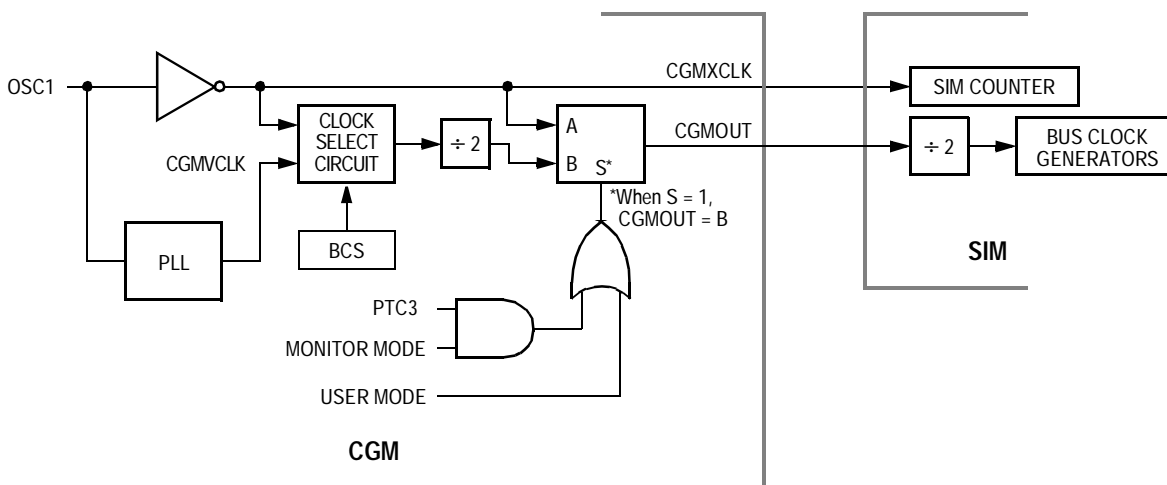 OSC1
CGMXCLK
SIM COUNTER
CLOCK
SELECT
CIRCUIT
÷ 2
A
B
S*
CGMOUT
÷ 2
BUS CLOCK
GENERATORS
CGMVCLK
*When S = 1,
CGMOUT = B
PLL
BCS
SIM
PTC3
MONITOR MODE
USER MODE
CGM